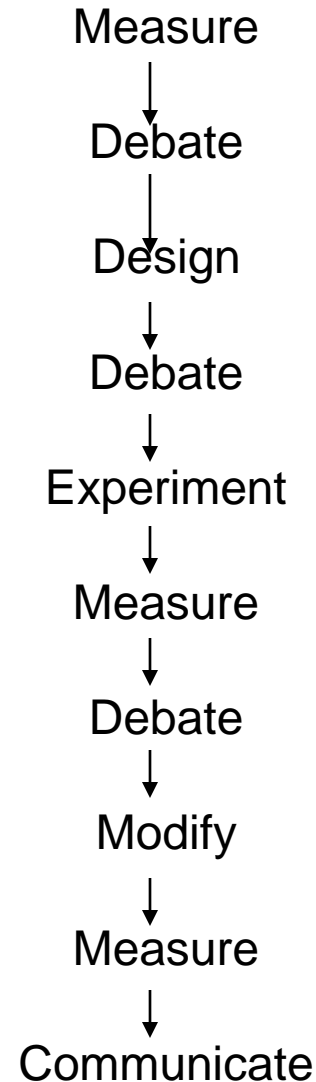 Measure
Debate
Design
Debate
Experiment
Measure
Debate
Modify
Measure
Communicate